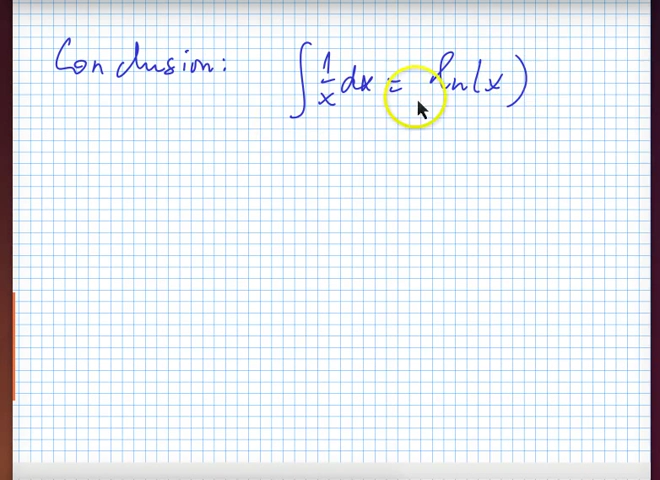 Conclusion: ∫ 1/x dx = ln(x)